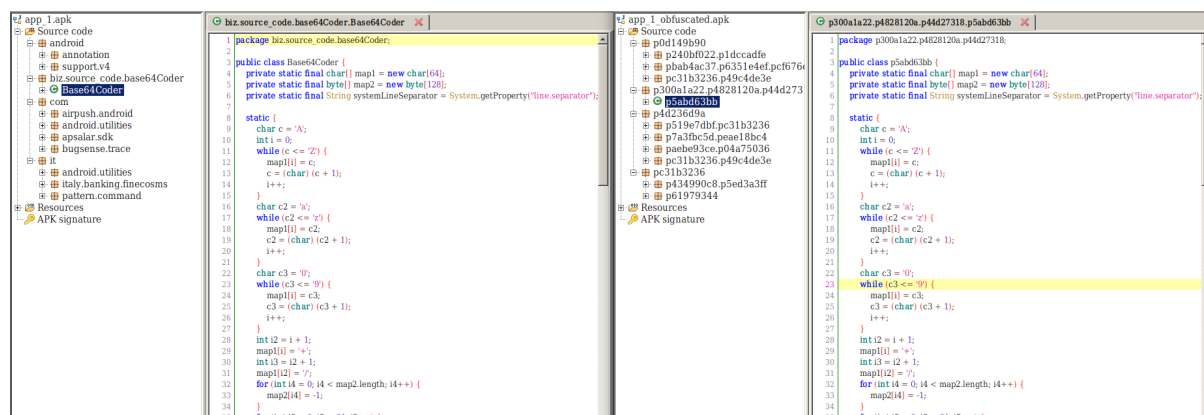 app_1.apk
Source code
android
annotation
support.v4
biz.source_code.base64Coder
Base64Coder
com
airpush.android
android.utilities
apsalar.sdk
bugsense.trace
it
android.utilities
italy.banking.finecosms
pattern.command
Resources
APK signature
biz.source_code.base64Coder.Base64Coder
1 package biz.source_code.base64Coder;
2
3 public class Base64Coder {
4 private static final char[] map1 = new char[64];
5 private static final byte[] map2 = new byte[128];
6 private static final String systemLineSeparator = System.getProperty("line.separator");
7
8 static {
9 char c = 'A';
10 int i = 0;
11 while (c <= 'Z') {
12 map1[i] = c;
13 c = (char) (c + 1);
14 i++;
15 }
16 char c2 = 'a';
17 while (c2 <= 'z') {
18 map1[i] = c2;
19 c2 = (char) (c2 + 1);
20 i++;
21 }
22 char c3 = '0';
23 while (c3 <= '9') {
24 map1[i] = c3;
25 c3 = (char) (c3 + 1);
26 i++;
27 }
28 int i2 = i + 1;
29 map1[i] = '+';
30 int i3 = i2 + 1;
31 map1[i2] = '/';
32 for (int i4 = 0; i4 < map2.length; i4++) {
33 map2[i4] = -1;
34 }
app_1_obfuscated.apk
Source code
p0d149b90
p240bf022.p1dccadfe
pbab4ac37.p6351e4ef.pcf676
pc31b3236.p49c4de3e
p300a1a22.p4828120a.p44d273
p5abd63bb
p4d236d9a
p519e7dbf.pc31b3236
p7a3fbc5d.peae18bc4
paebe93ce.p04a75036
pc31b3236.p49c4de3e
pc31b3236
p434990c8.p5ed3a3ff
p61979344
Resources
APK signature
p300a1a22.p4828120a.p44d27318.p5abd63bb
1 package p300a1a22.p4828120a.p44d27318;
2
3 public class p5abd63bb {
4 private static final char[] map1 = new char[64];
5 private static final byte[] map2 = new byte[128];
6 private static final String systemLineSeparator = System.getProperty("line.separator");
7
8 static {
9 char c = 'A';
10 int i = 0;
11 while (c <= 'Z') {
12 map1[i] = c;
13 c = (char) (c + 1);
14 i++;
15 }
16 char c2 = 'a';
17 while (c2 <= 'z') {
18 map1[i] = c2;
19 c2 = (char) (c2 + 1);
20 i++;
21 }
22 char c3 = '0';
23 while (c3 <= '9') {
24 map1[i] = c3;
25 c3 = (char) (c3 + 1);
26 i++;
27 }
28 int i2 = i + 1;
29 map1[i] = '+';
30 int i3 = i2 + 1;
31 map1[i2] = '/';
32 for (int i4 = 0; i4 < map2.length; i4++) {
33 map2[i4] = -1;
34 }